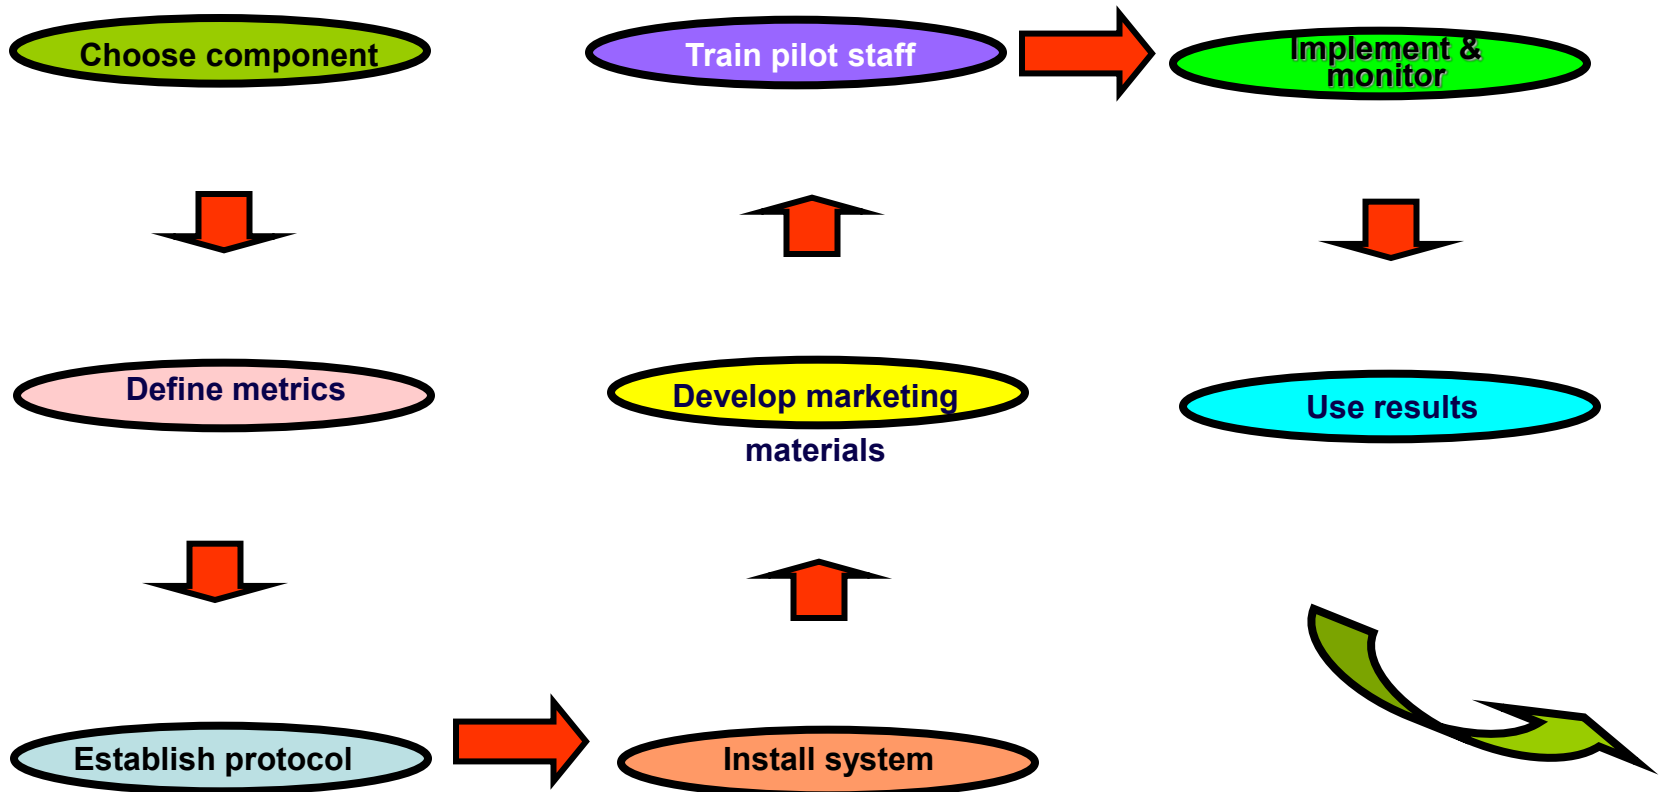 Choose component
Train pilot staff
Implement &
monitor
Define metrics
Develop marketing
materials
Use results
Establish protocol
Install system